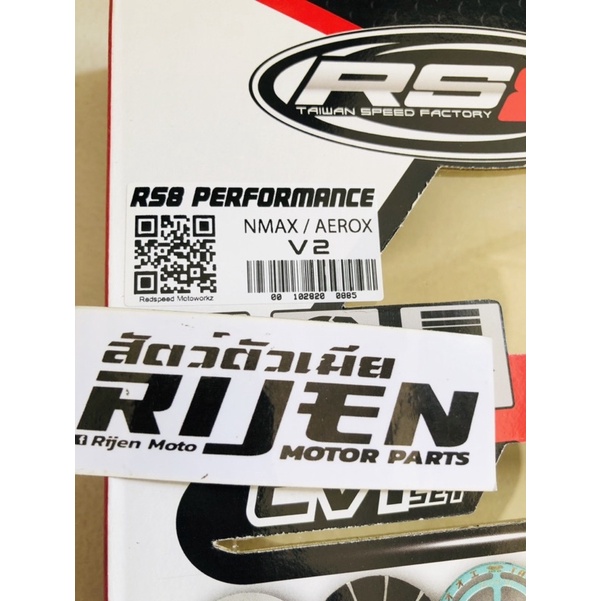 RS8
TAIWAN SPEED FACTORY
RS8 PERFORMANCE
NMAX / AEROX
V2
Redspeed Motoworkz
00 102820 0885
สัตว์ตัวเมีย
RIJEN
Rijen Moto
MOTOR PARTS
CVT SET